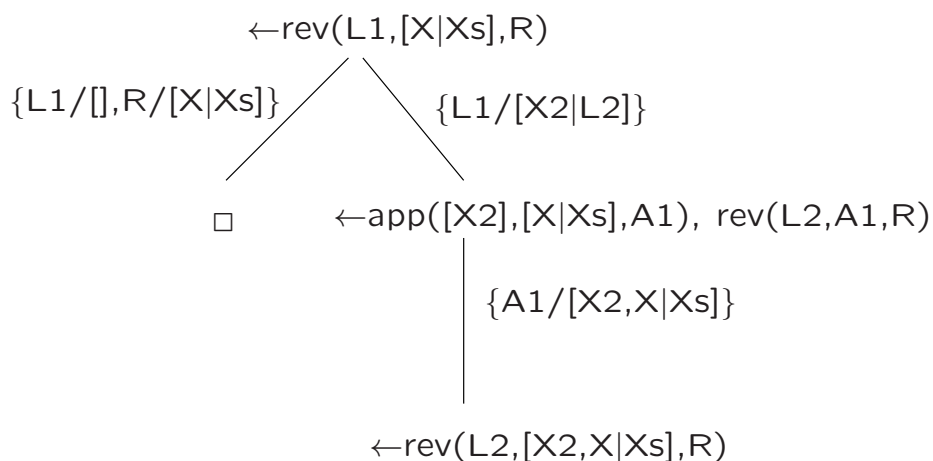 ←rev(L1,[X|Xs],R)
{L1/[],R/[X|Xs]} {L1/[X2|L2]}
□ ←app([X2],[X|Xs],A1), rev(L2,A1,R)
{A1/[X2,X|Xs]}
←rev(L2,[X2,X|Xs],R)